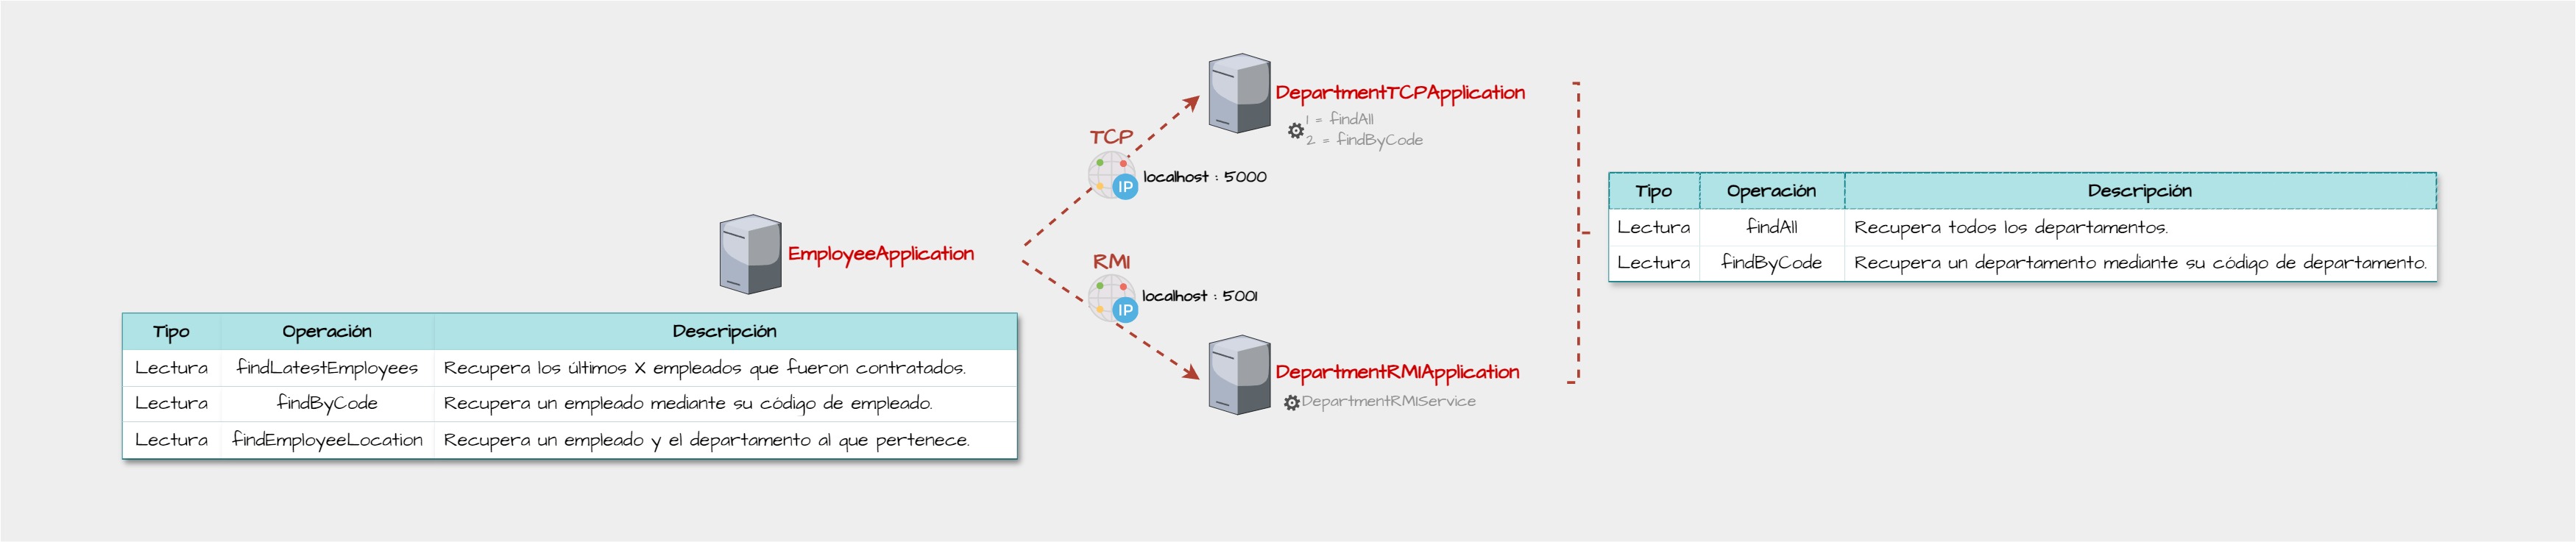 DepartmentTCPApplication
1 = findAll
2 = findByCode
TCP
IP
localhost : 5000
EmployeeApplication
RMI
IP
localhost : 5001
DepartmentRMIApplication
DepartmentRMIService
Tipo Operación Descripción
Lectura findLatestEmployees Recupera los últimos X empleados que fueron contratados.
Lectura findByCode Recupera un empleado mediante su código de empleado.
Lectura findEmployeeLocation Recupera un empleado y el departamento al que pertenece.
Tipo Operación Descripción
Lectura findAll Recupera todos los departamentos.
Lectura findByCode Recupera un departamento mediante su código de departamento.